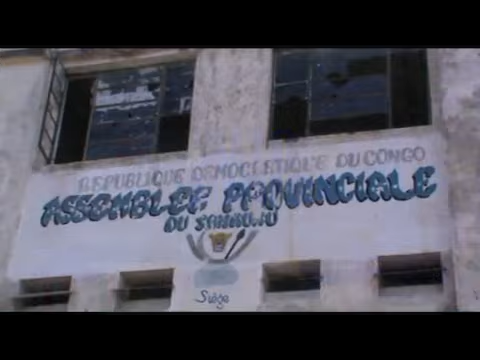 REPUBLIQUE DEMOCRATIQUE DU CONGO
ASSEMBLEE PROVINCIALE
DU SANKURU
Siège